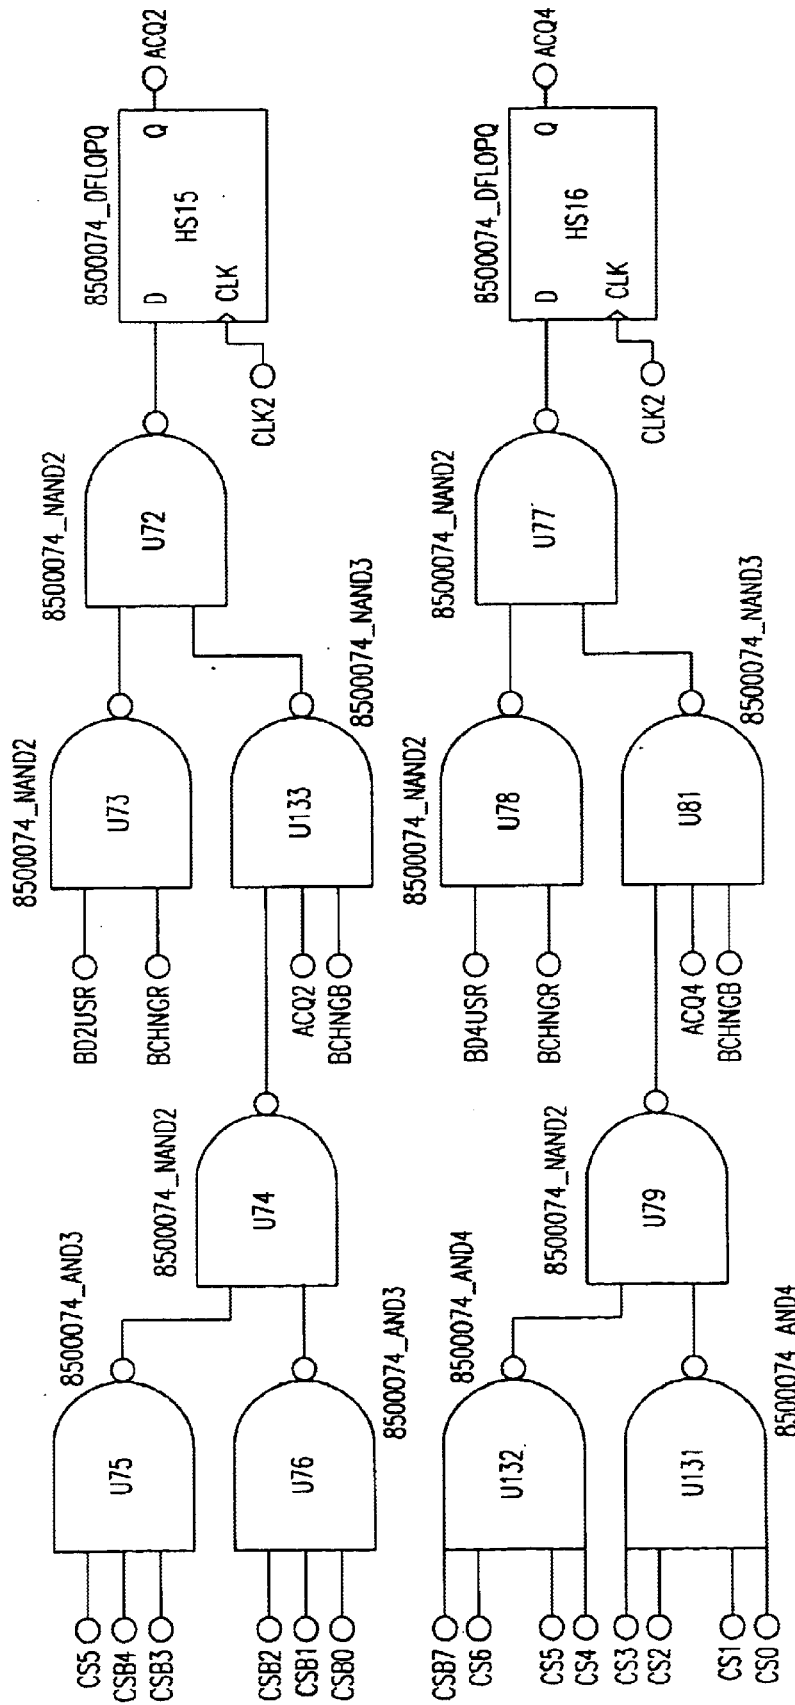 CS5
CSB4
CSB3
8500074_AND3
U75
CSB2
CSB1
CSB0
8500074_AND3
U76
8500074_NAND2
U74
BD2USR
BCHNGR
8500074_NAND2
U73
ACQ2
BCHNGB
8500074_NAND3
U133
8500074_NAND2
U72
8500074_DFLOPQ
D
Q
HS15
CLK
CLK2
ACQ2
CSB7
CS6
CS5
CS4
8500074_AND4
U132
CS3
CS2
CS1
CS0
8500074_AND4
U131
8500074_NAND2
U79
BD4USR
BCHNGR
8500074_NAND2
U78
ACQ4
BCHNGB
8500074_NAND3
U81
8500074_NAND2
U77
8500074_DFLOPQ
D
Q
HS16
CLK
CLK2
ACQ4